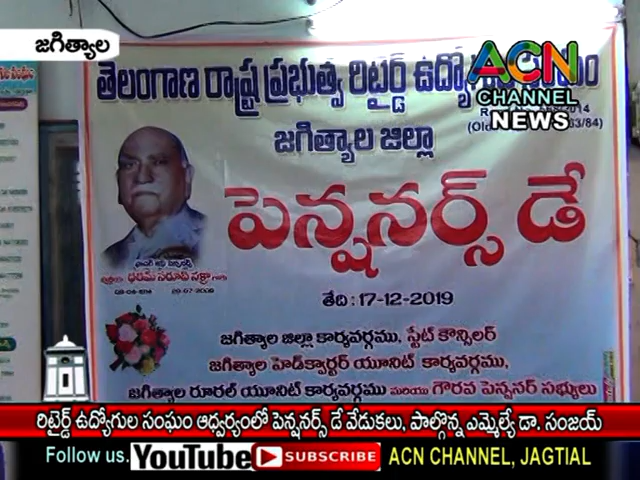 జగిత్యాల
తెలంగాణ రాష్ట్ర ప్రభుత్వ రిటైర్డ్
ACN
CHANNEL
NEWS
జగిత్యాల జిల్లా
పెన్షనర్స్ డే
తేది : 17-12-2019
జగిత్యాల జిల్లా కార్యవర్గము, స్టేట్ కౌన్సిలర్
జగిత్యాల హెడ్‌క్వార్టర్ యూనిట్ కార్యవర్గము,
జగిత్యాల రూరల్ యూనిట్ కార్యవర్గము మరియు గౌరవ పెన్షనర్ సభ్యులు
రిటైర్డ్ ఉద్యోగుల సంఘం ఆధ్వర్యంలో పెన్షనర్స్ డే వేడుకలు, పాల్గొన్న ఎమ్మెల్యే డా. సంజయ్
Follow us. YouTube SUBSCRIBE ACN CHANNEL, JAGTIAL